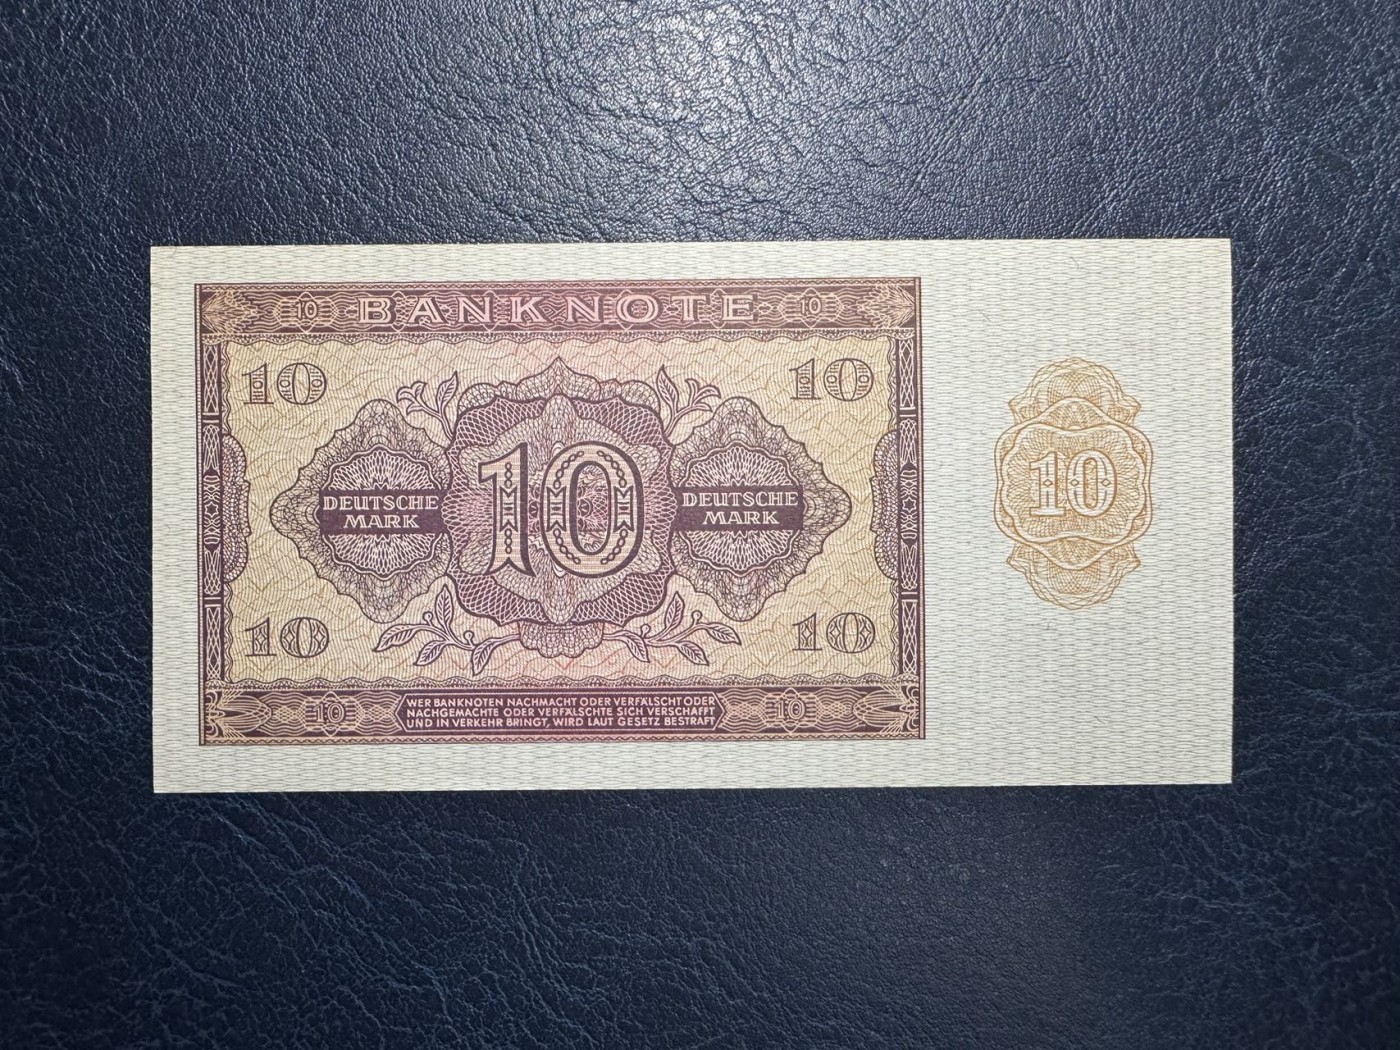 10 BANKNOTE 10
10 10
DEUTSCHE
MARK
10
DEUTSCHE
MARK
10
10 10
10
WER BANKNOTEN NACHMACHT ODER VERFÄLSCHT ODER
NACHGEMACHTE ODER VERFÄLSCHTE SICH VERSCHAFFT
UND IN VERKEHR BRINGT, WIRD LAUT GESETZ BESTRAFT
10